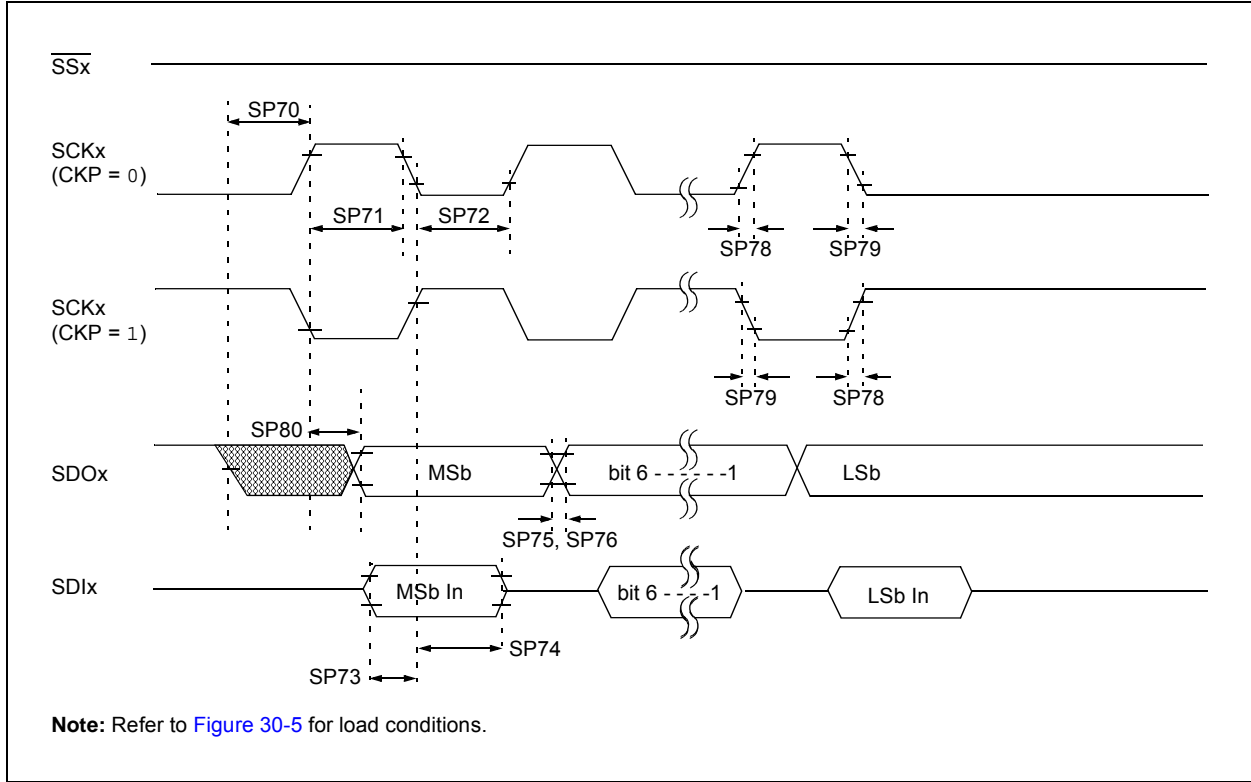 SSx
SP70
SCKx
(CKP = 0)
SP71
SP72
SP78
SP79
SCKx
(CKP = 1)
SP79
SP78
SP80
SDOx
MSb
bit 6 - - - - - -1
LSb
SP75, SP76
SDIx
MSb In
bit 6 - - - -1
LSb In
SP74
SP73
Note: Refer to Figure 30-5 for load conditions.